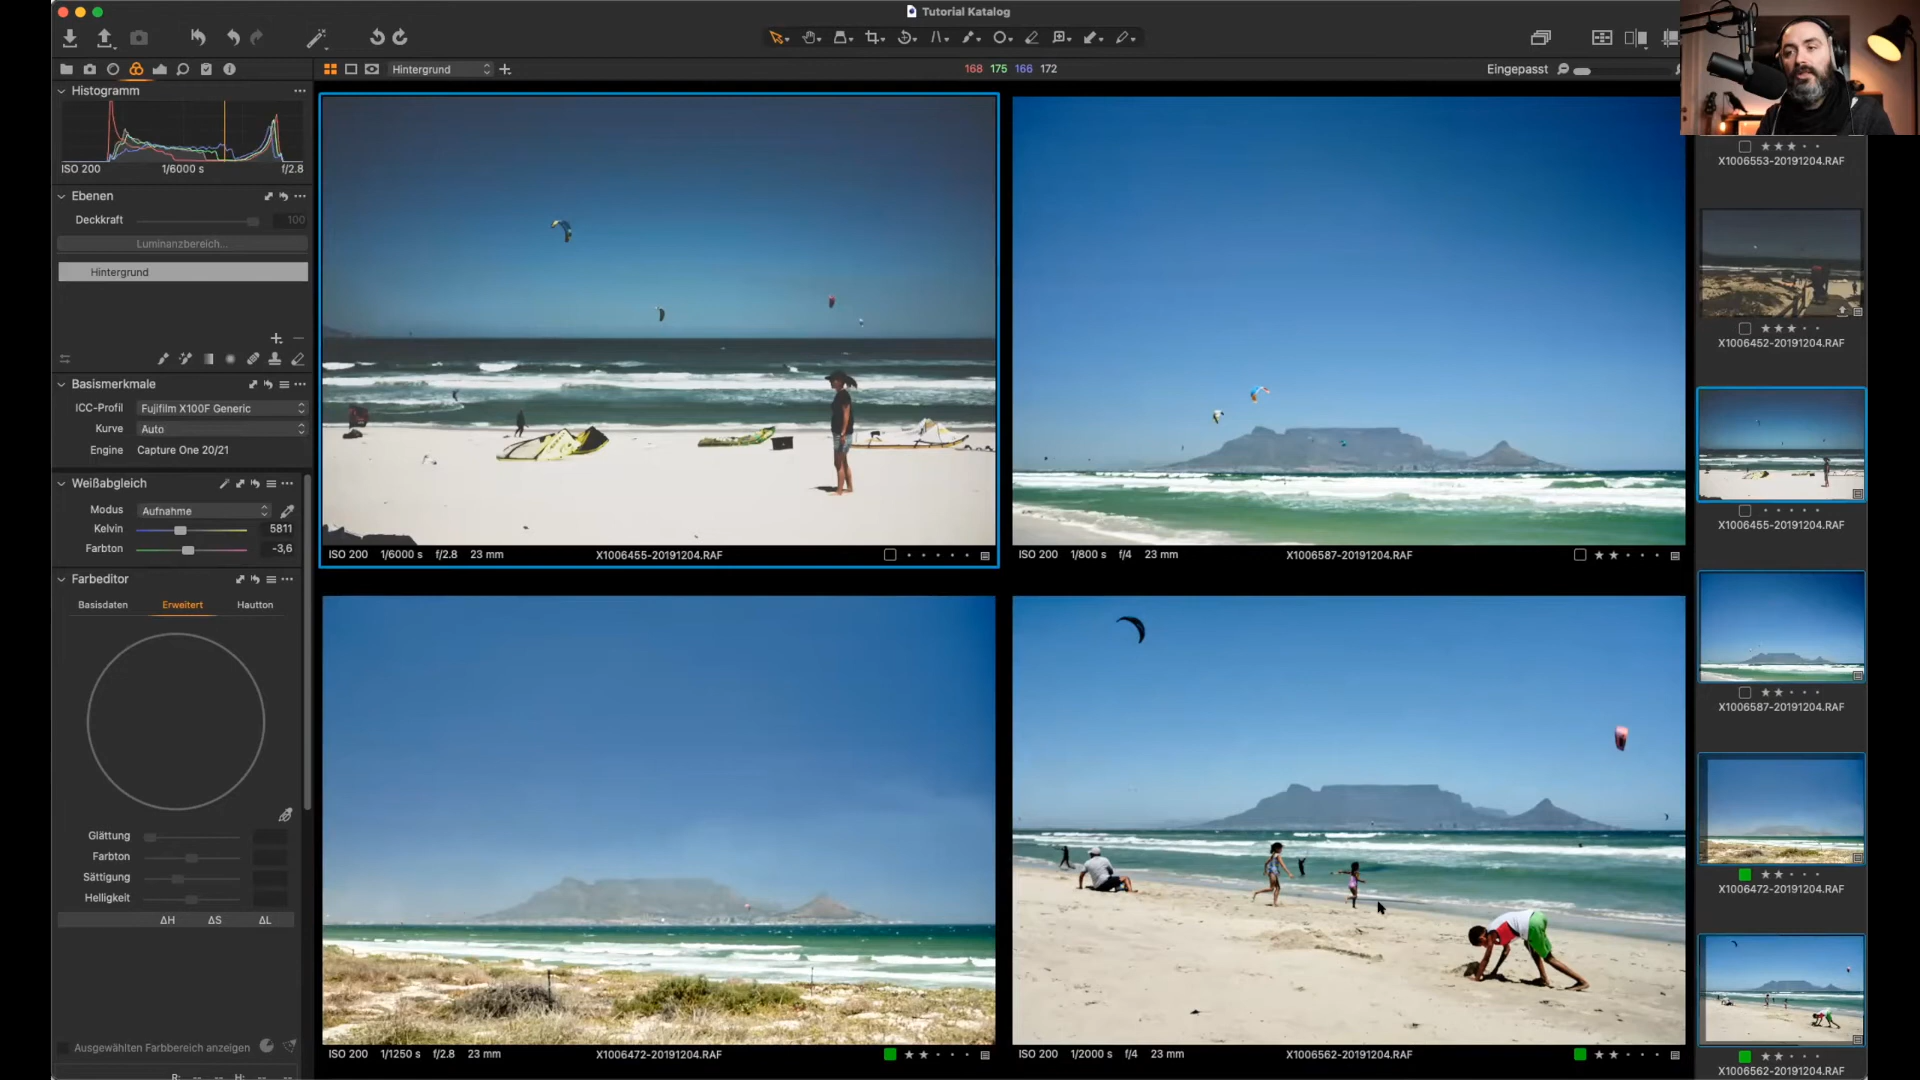 Tutorial Katalog
Hintergrund
168 175 166 172
Eingepasst
Histogramm
ISO 200 1/6000 s f/2.8
Ebenen
Deckkraft 100
Luminanzbereich...
Hintergrund
Basismerkmale
ICC-Profil Fujifilm X100F Generic
Kurve Auto
Engine Capture One 20/21
Weißabgleich
Modus Aufnahme
Kelvin 5811
Farbton -3,6
Farbeditor
Basisdaten Erweitert Hautton
Glättung
Farbton
Sättigung
Helligkeit
ΔH ΔS ΔL
Ausgewählten Farbbereich anzeigen
R: -- -- -- H: -- --
ISO 200 1/6000 s f/2.8 23 mm X1006455-20191204.RAF
ISO 200 1/800 s f/4 23 mm X1006587-20191204.RAF
ISO 200 1/1250 s f/2.8 23 mm X1006472-20191204.RAF
ISO 200 1/2000 s f/4 23 mm X1006562-20191204.RAF
X1006553-20191204.RAF
X1006452-20191204.RAF
X1006455-20191204.RAF
X1006587-20191204.RAF
X1006472-20191204.RAF
X1006562-20191204.RAF